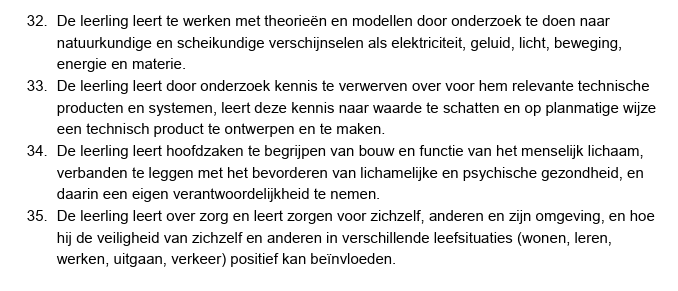 32. De leerling leert te werken met theorieën en modellen door onderzoek te doen naar
natuurkundige en scheikundige verschijnselen als elektriciteit, geluid, licht, beweging,
energie en materie.
33. De leerling leert door onderzoek kennis te verwerven over voor hem relevante technische
producten en systemen, leert deze kennis naar waarde te schatten en op planmatige wijze
een technisch product te ontwerpen en te maken.
34. De leerling leert hoofdzaken te begrijpen van bouw en functie van het menselijk lichaam,
verbanden te leggen met het bevorderen van lichamelijke en psychische gezondheid, en
daarin een eigen verantwoordelijkheid te nemen.
35. De leerling leert over zorg en leert zorgen voor zichzelf, anderen en zijn omgeving, en hoe
hij de veiligheid van zichzelf en anderen in verschillende leefsituaties (wonen, leren,
werken, uitgaan, verkeer) positief kan beïnvloeden.